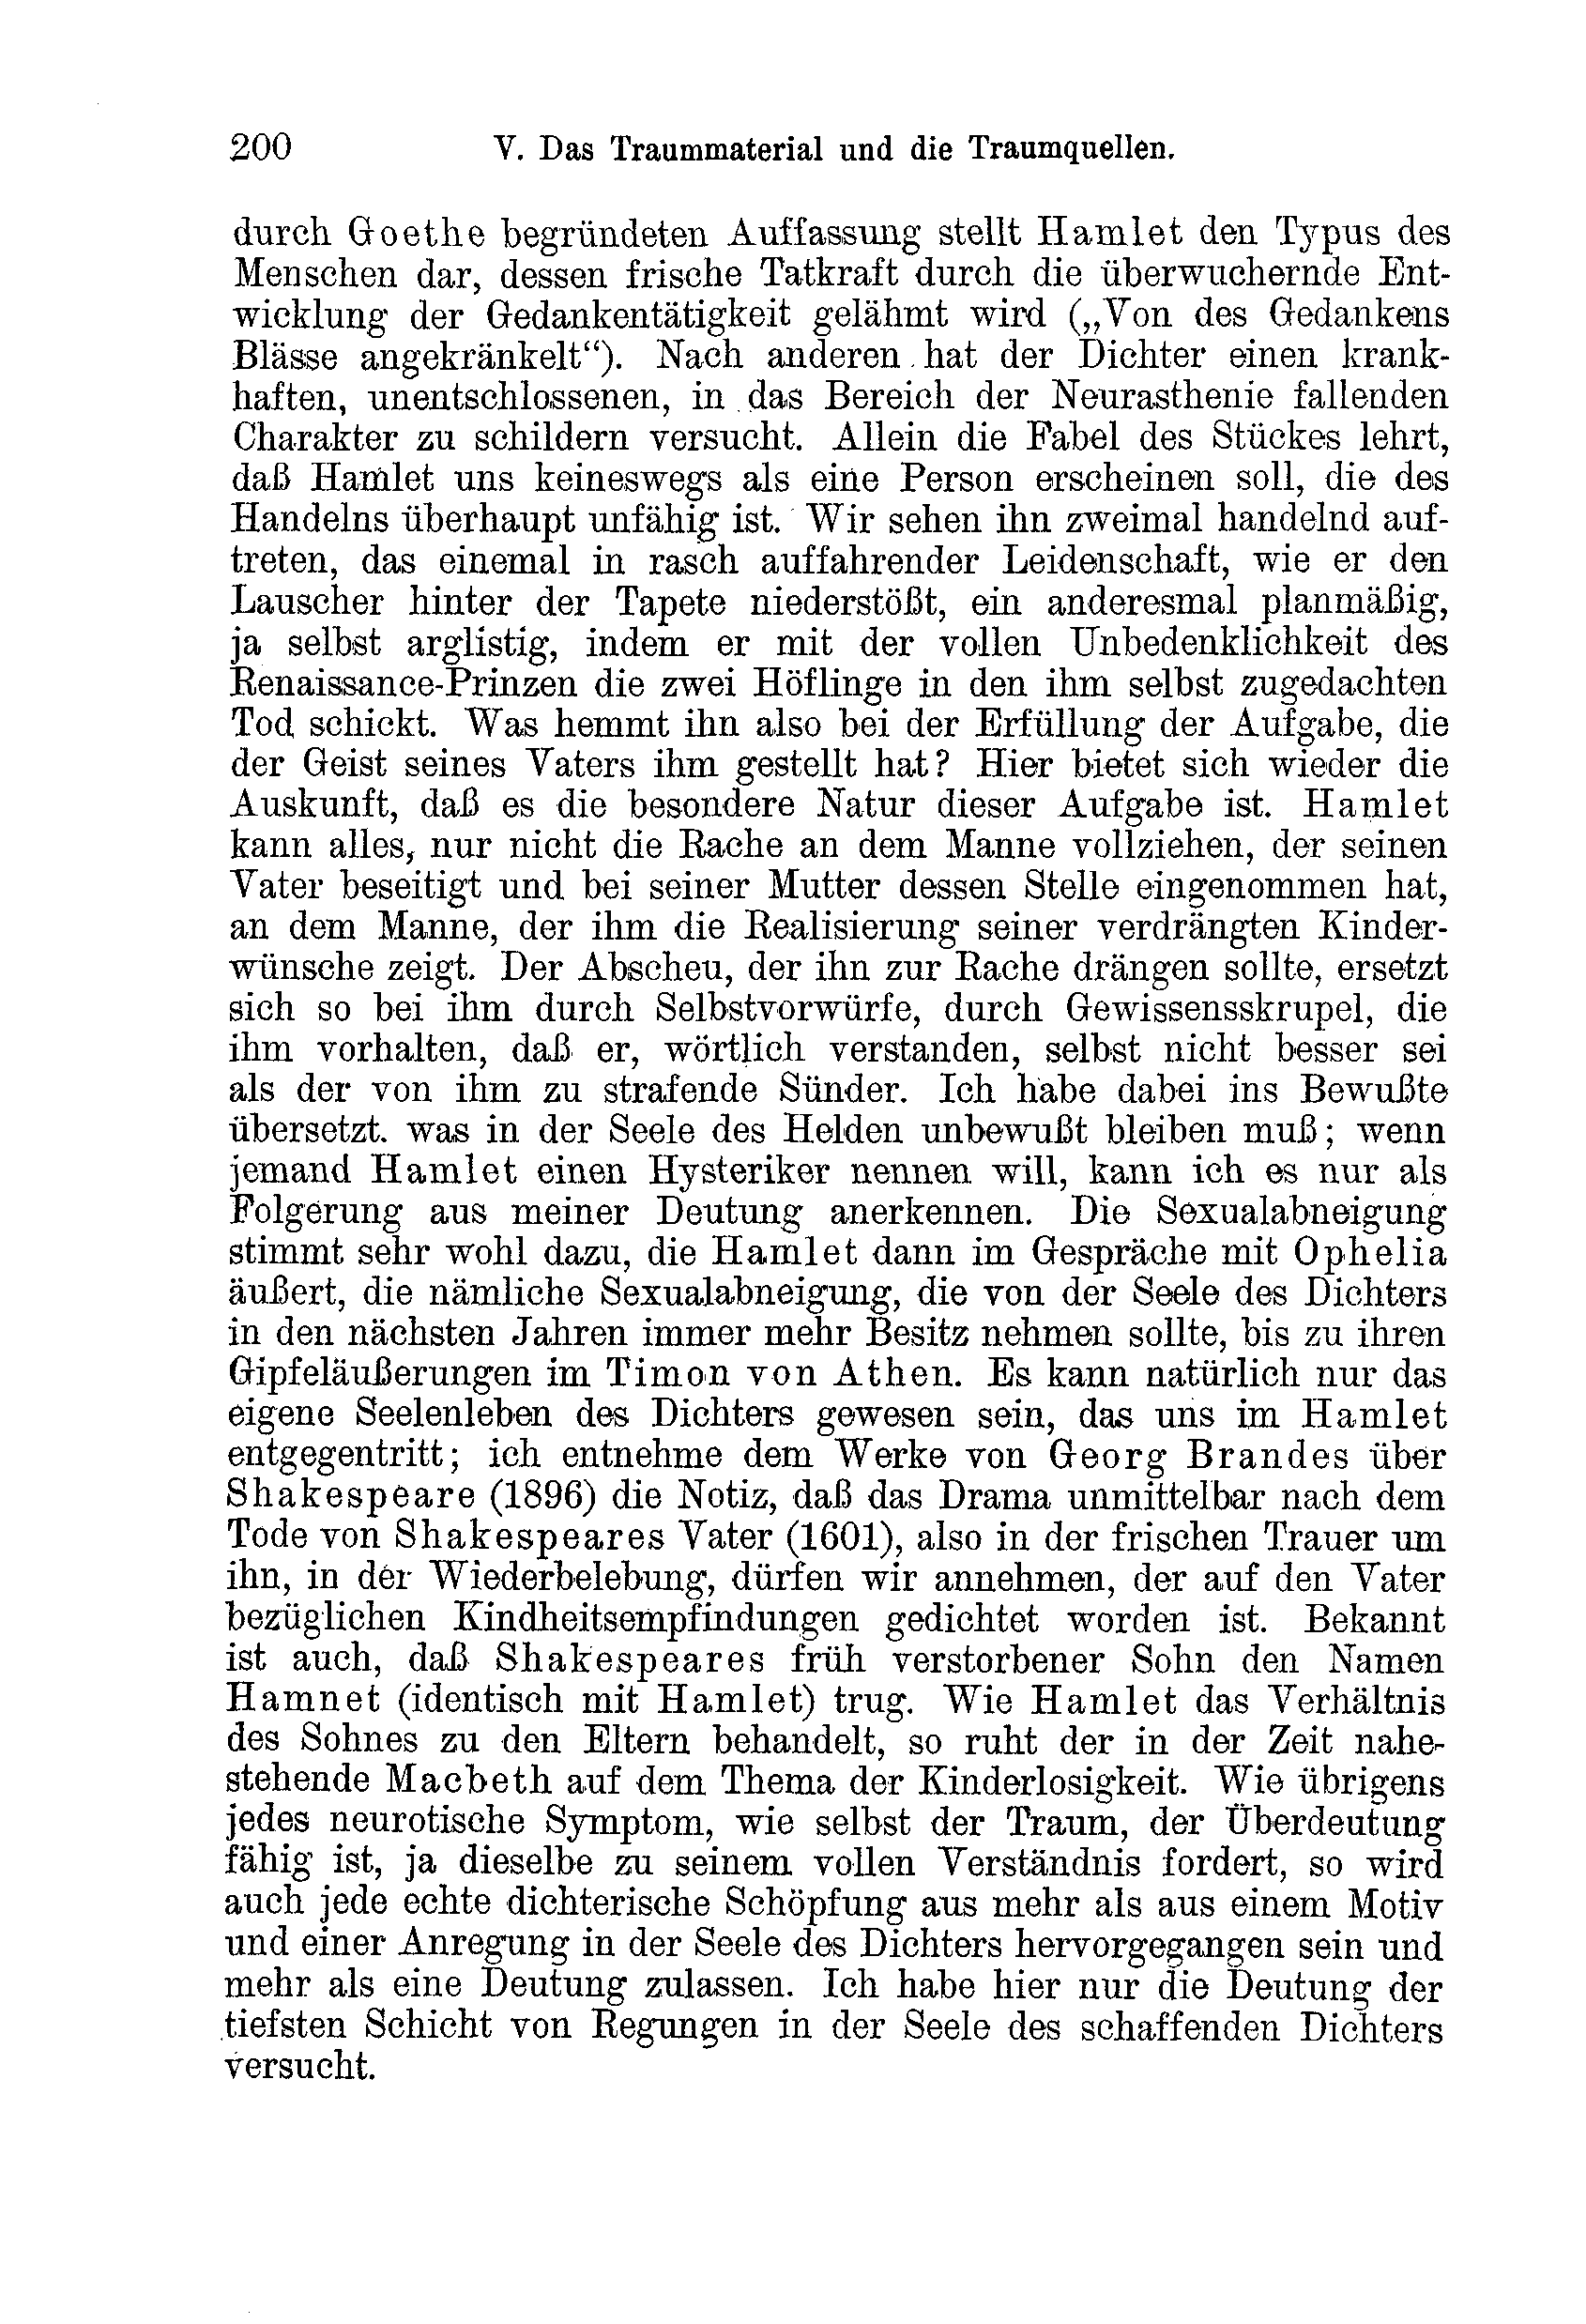 200 V. Das Traummaterial und die Traumquellen.
durch Goethe begründeten Auffassung stellt Hamlet den Typus des
Menschen dar, dessen frische Tatkraft durch die überwuchernde Ent-
wicklung der Gedankentätigkeit gelähmt wird („Von des Gedankens
Blässe angekränkelt“). Nach anderen hat der Dichter einen krank-
haften, unentschlossenen, in das Bereich der Neurasthenie fallenden
Charakter zu schildern versucht. Allein die Fabel des Stückes lehrt,
daß Hamlet uns keineswegs als eine Person erscheinen soll, die des
Handelns überhaupt unfähig ist. Wir sehen ihn zweimal handelnd auf-
treten, das einemal in rasch auffahrender Leidenschaft, wie er den
Lauscher hinter der Tapete niederstößt, ein anderesmal planmäßig,
ja selbst arglistig, indem er mit der vollen Unbedenklichkeit des
Renaissance-Prinzen die zwei Höflinge in den ihm selbst zugedachten
Tod schickt. Was hemmt ihn also bei der Erfüllung der Aufgabe, die
der Geist seines Vaters ihm gestellt hat? Hier bietet sich wieder die
Auskunft, daß es die besondere Natur dieser Aufgabe ist. Hamlet
kann alles, nur nicht die Rache an dem Manne vollziehen, der seinen
Vater beseitigt und bei seiner Mutter dessen Stelle eingenommen hat,
an dem Manne, der ihm die Realisierung seiner verdrängten Kinder-
wünsche zeigt. Der Abscheu, der ihn zur Rache drängen sollte, ersetzt
sich so bei ihm durch Selbstvorwürfe, durch Gewissensskrupel, die
ihm vorhalten, daß er, wörtlich verstanden, selbst nicht besser sei
als der von ihm zu strafende Sünder. Ich habe dabei ins Bewußte
übersetzt. was in der Seele des Helden unbewußt bleiben muß; wenn
jemand Hamlet einen Hysteriker nennen will, kann ich es nur als
Folgerung aus meiner Deutung anerkennen. Die Sexualabneigung
stimmt sehr wohl dazu, die Hamlet dann im Gespräche mit Ophelia
äußert, die nämliche Sexualabneigung, die von der Seele des Dichters
in den nächsten Jahren immer mehr Besitz nehmen sollte, bis zu ihren
Gipfeläußerungen im Timon von Athen. Es kann natürlich nur das
eigene Seelenleben des Dichters gewesen sein, das uns im Hamlet
entgegentritt; ich entnehme dem Werke von Georg Brandes über
Shakespeare (1896) die Notiz, daß das Drama unmittelbar nach dem
Tode von Shakespeares Vater (1601), also in der frischen Trauer um
ihn, in der Wiederbelebung, dürfen wir annehmen, der auf den Vater
bezüglichen Kindheitsempfindungen gedichtet worden ist. Bekannt
ist auch, daß Shakespeares früh verstorbener Sohn den Namen
Hamnet (identisch mit Hamlet) trug. Wie Hamlet das Verhältnis
des Sohnes zu den Eltern behandelt, so ruht der in der Zeit nahe-
stehende Macbeth auf dem Thema der Kinderlosigkeit. Wie übrigens
jedes neurotische Symptom, wie selbst der Traum, der Überdeutung
fähig ist, ja dieselbe zu seinem vollen Verständnis fordert, so wird
auch jede echte dichterische Schöpfung aus mehr als aus einem Motiv
und einer Anregung in der Seele des Dichters hervorgegangen sein und
mehr als eine Deutung zulassen. Ich habe hier nur die Deutung der
tiefsten Schicht von Regungen in der Seele des schaffenden Dichters
versucht.